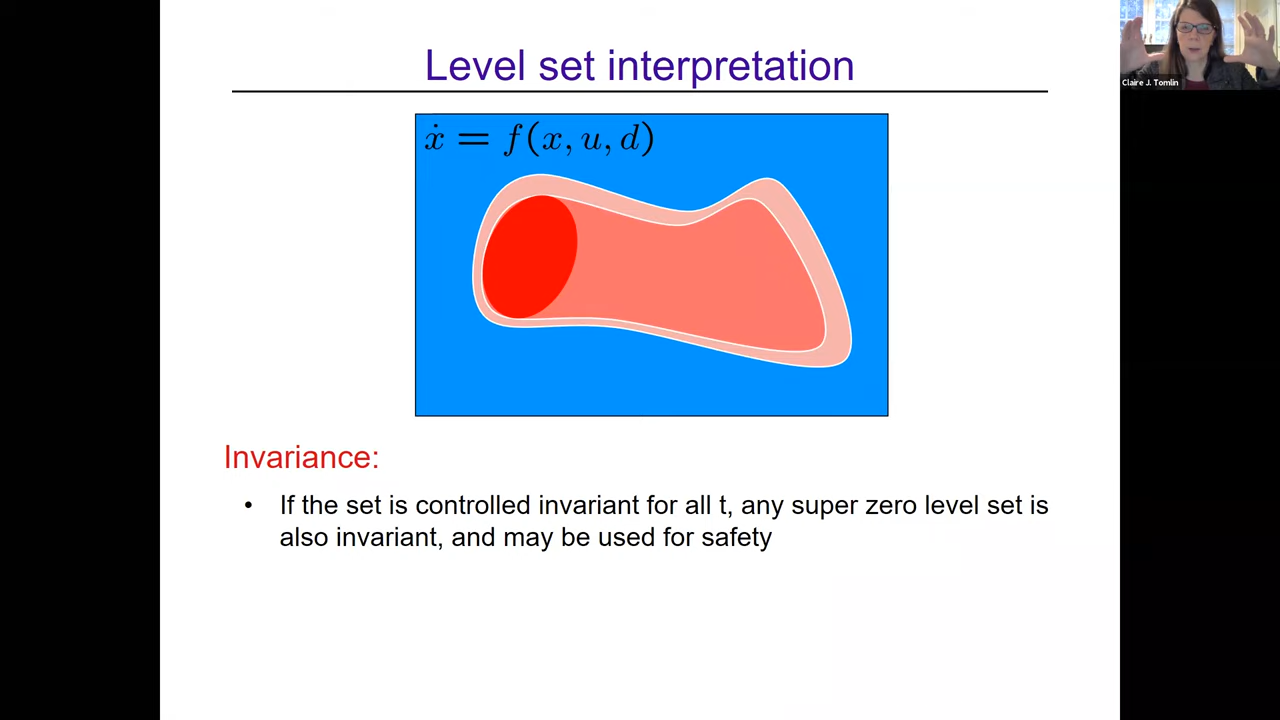 Level set interpretation
ẋ = f(x, u, d)
Claire J. Tomlin
Invariance:
• If the set is controlled invariant for all t, any super zero level set is
also invariant, and may be used for safety